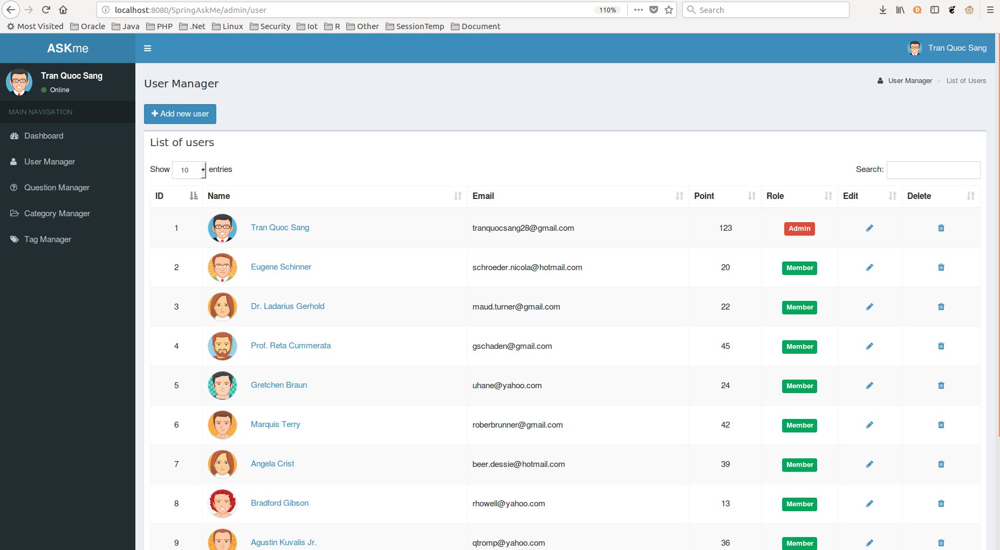 localhost:8080/SpringAskMe/admin/user 110% Search
Most Visited Oracle Java PHP .Net Linux Security Iot R Other SessionTemp Document
ASKme Tran Quoc Sang
Tran Quoc Sang
Online
MAIN NAVIGATION
Dashboard
User Manager
Question Manager
Category Manager
Tag Manager
User Manager User Manager > List of Users
Add new user
List of users
Show 10 entries Search:
ID Name Email Point Role Edit Delete
1 Tran Quoc Sang tranquocsang28@gmail.com 123 Admin
2 Eugene Schinner schroeder.nicola@hotmail.com 20 Member
3 Dr. Ladarius Gerhold maud.turner@gmail.com 22 Member
4 Prof. Reta Cummerata gschaden@gmail.com 45 Member
5 Gretchen Braun uhane@yahoo.com 24 Member
6 Marquis Terry roberbrunner@gmail.com 42 Member
7 Angela Crist beer.dessie@hotmail.com 39 Member
8 Bradford Gibson rhowell@yahoo.com 13 Member
9 Agustin Kuvalis Jr. qtromp@yahoo.com 36 Member